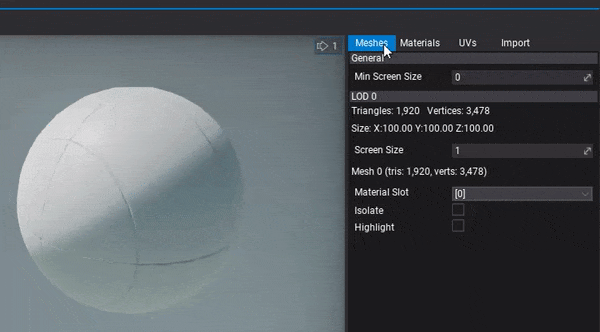 1
Meshes Materials UVs Import
General
Min Screen Size 0
LOD 0
Triangles: 1,920 Vertices: 3,478
Size: X:100.00 Y:100.00 Z:100.00
Screen Size 1
Mesh 0 (tris: 1,920, verts: 3,478)
Material Slot [0]
Isolate
Highlight